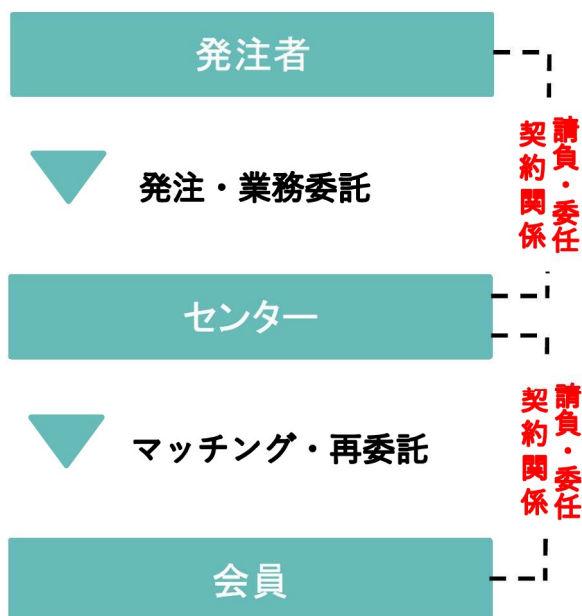 発注者
発注・業務委託
請負・委任
契約関係
センター
マッチング・再委託
請負・委任
契約関係
会員